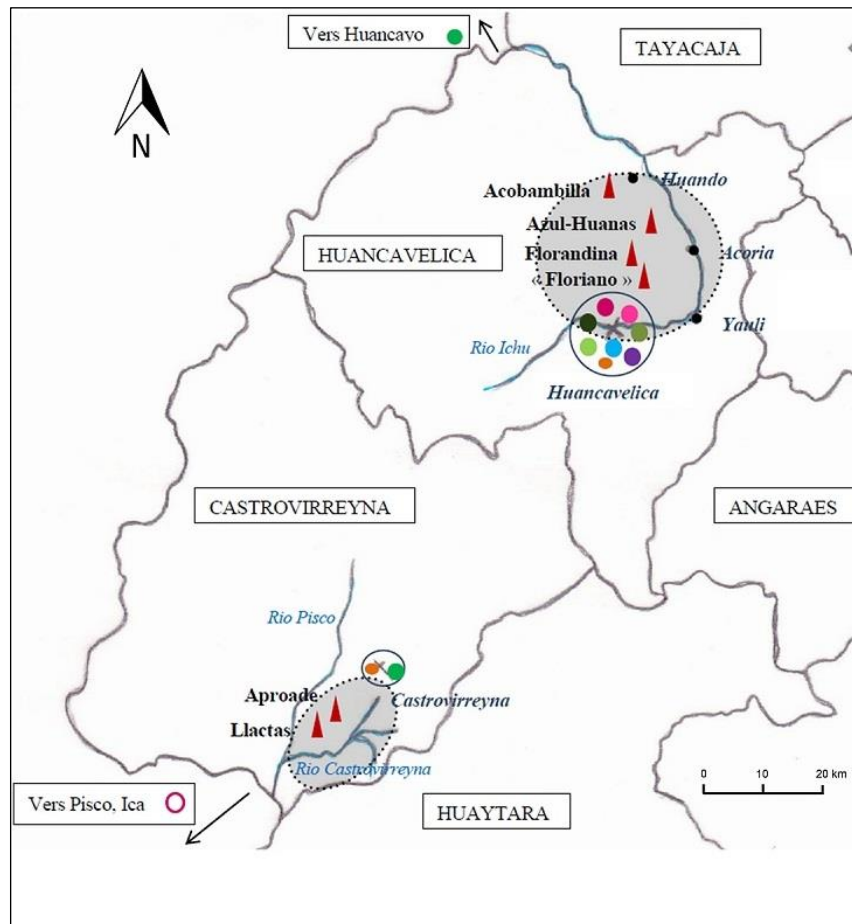 Vers Huancayo
TAYACAJA
N
Huando
Acobambilla
Azul-Huanas
HUANCAVELICA
Florandina
Acoria
« Floriano »
Yauli
Rio Ichu
Huancavelica
CASTROVIRREYNA
ANGARAES
Rio Pisco
Aproade
Castrovirreyna
Llactas
Rio Castrovirreyna
0 10 20 km
Vers Pisco, Ica
HUAYTARA